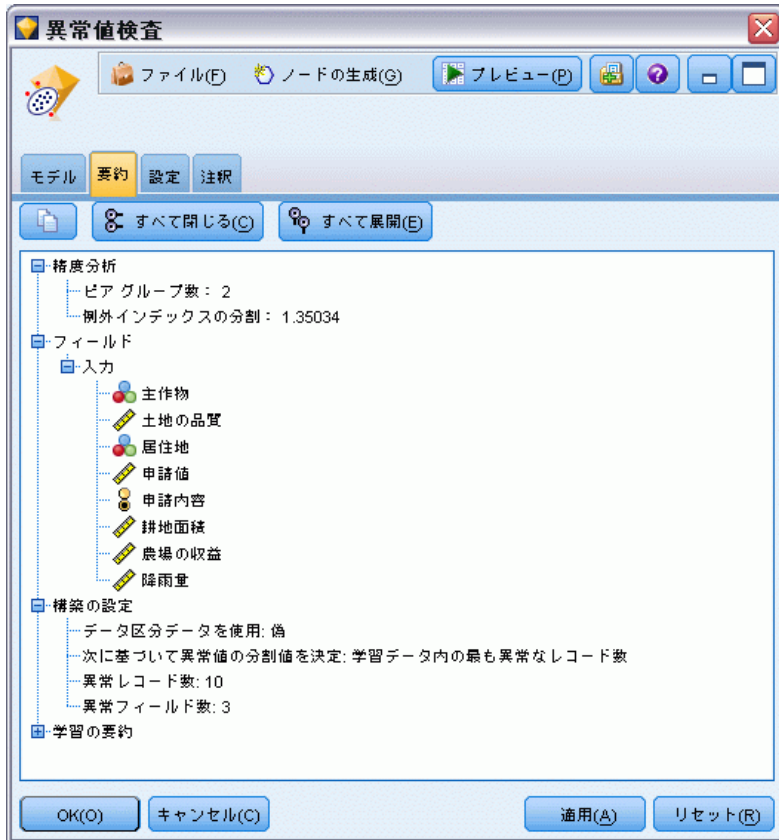 異常値検査
ファイル(F) ノードの生成(G) プレビュー(P)
モデル 要約 設定 注釈
すべて閉じる(C) すべて展開(E)
精度分析
ピア グループ数： 2
例外インデックスの分割： 1.35034
フィールド
入力
主作物
土地の品質
居住地
申請値
申請内容
耕地面積
農場の収益
降雨量
構築の設定
データ区分データを使用: 偽
次に基づいて異常値の分割値を決定: 学習データ内の最も異常なレコード数
異常レコード数: 10
異常フィールド数: 3
学習の要約
OK(O) キャンセル(C) 適用(A) リセット(R)